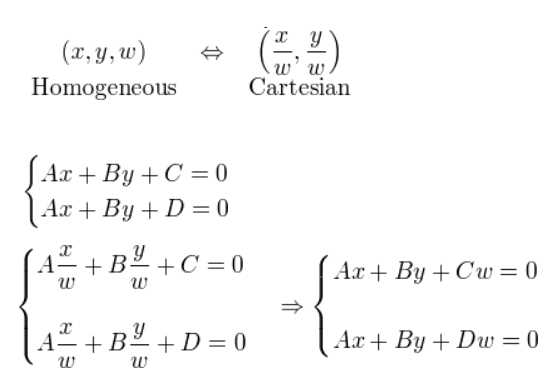 (x, y, w) ⇔ (x/w, y/w)
Homogeneous Cartesian
{Ax + By + C = 0
Ax + By + D = 0
{A x/w + B y/w + C = 0
A x/w + B y/w + D = 0
⇒ {Ax + By + Cw = 0
Ax + By + Dw = 0